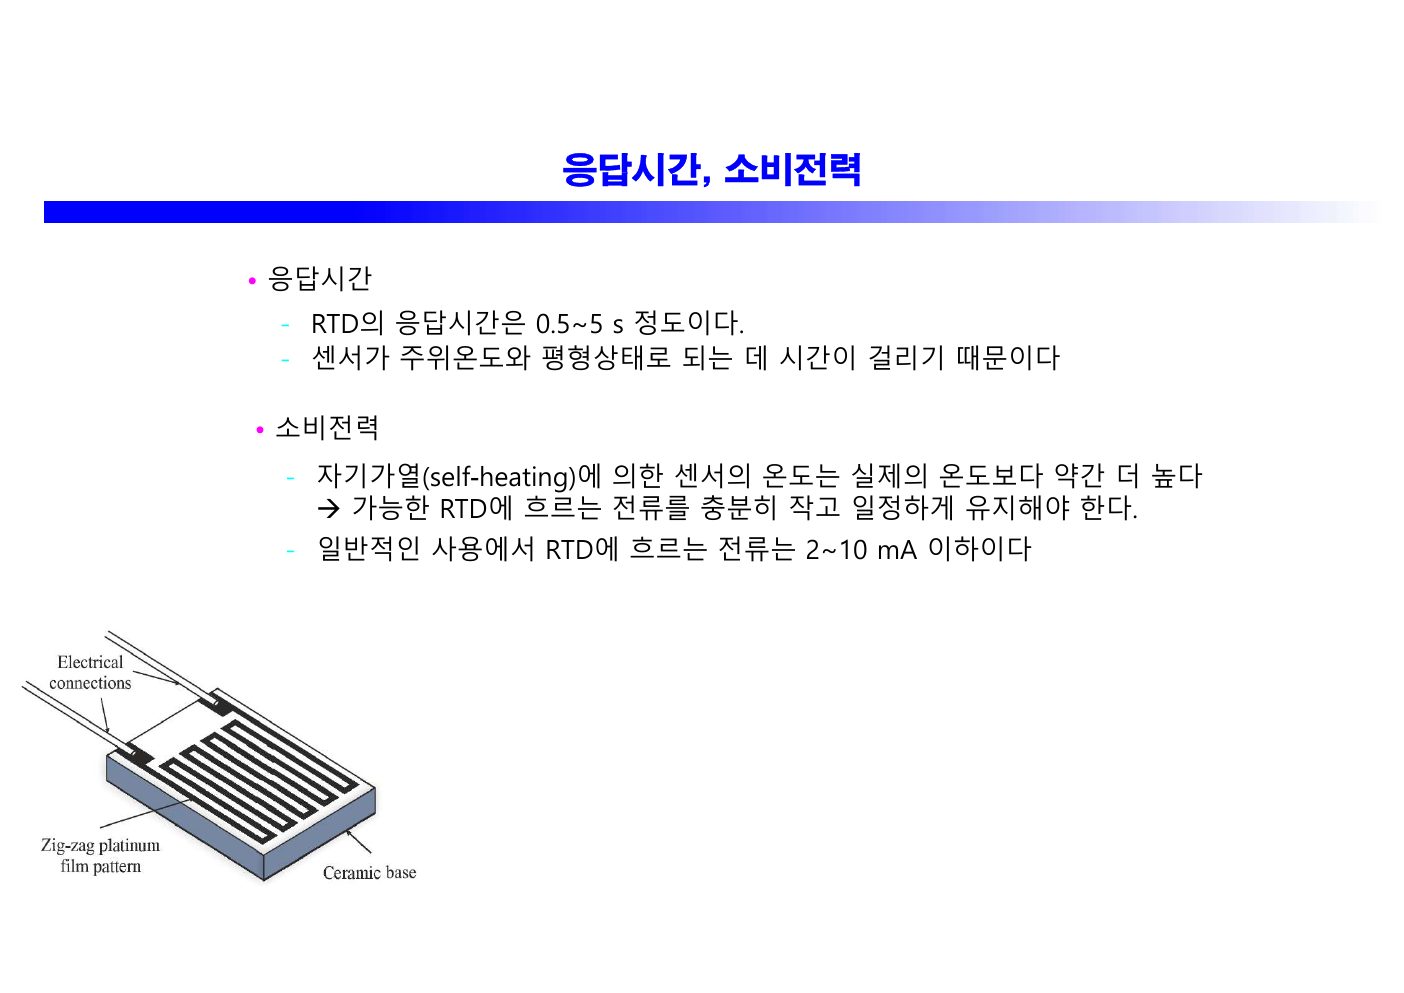 응답시간, 소비전력
• 응답시간
- RTD의 응답시간은 0.5~5 s 정도이다.
- 센서가 주위온도와 평형상태로 되는 데 시간이 걸리기 때문이다
• 소비전력
- 자기가열(self-heating)에 의한 센서의 온도는 실제의 온도보다 약간 더 높다
→ 가능한 RTD에 흐르는 전류를 충분히 작고 일정하게 유지해야 한다.
- 일반적인 사용에서 RTD에 흐르는 전류는 2~10 mA 이하이다
Electrical
connections
Zig-zag platinum
film pattern
Ceramic base